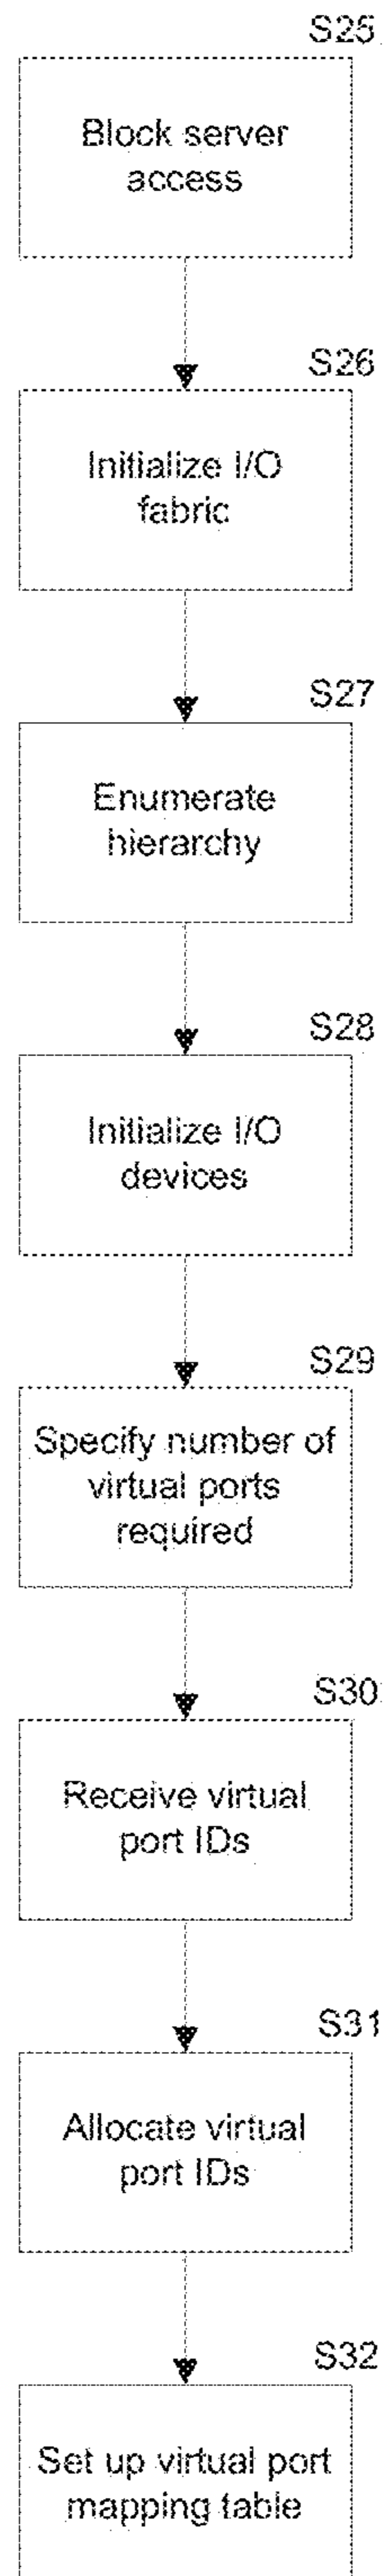 S25
Block server
access
S26
Initialize I/O
fabric
S27
Enumerate
hierarchy
S28
Initialize I/O
devices
S29
Specify number of
virtual ports
required
S30
Receive virtual
port IDs
S31
Allocate virtual
port IDs
S32
Set up virtual port
mapping table